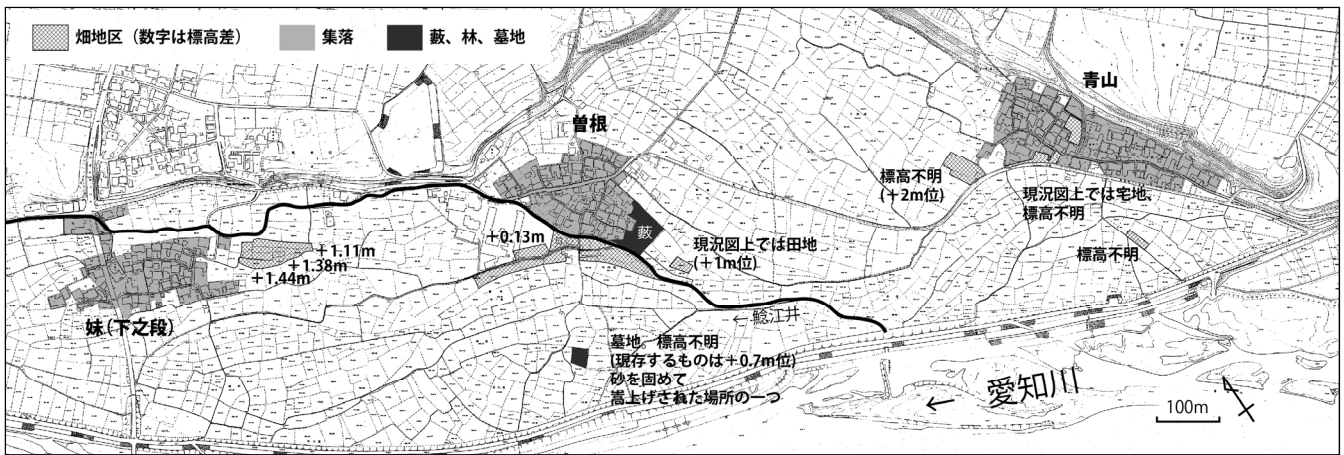 畑地区（数字は標高差）
集落
藪、林、墓地
青山
曽根
標高不明
(＋2m位)
現況図上では宅地、
標高不明
藪
＋0.13m
現況図上では田地
(＋1m位)
標高不明
＋1.11m
＋1.38m
＋1.44m
妹（下之段）
← 鯰江井
墓地。標高不明
(現存するものは＋0.7m位)
砂を固めて
嵩上げされた場所の一つ
← 愛知川
100m